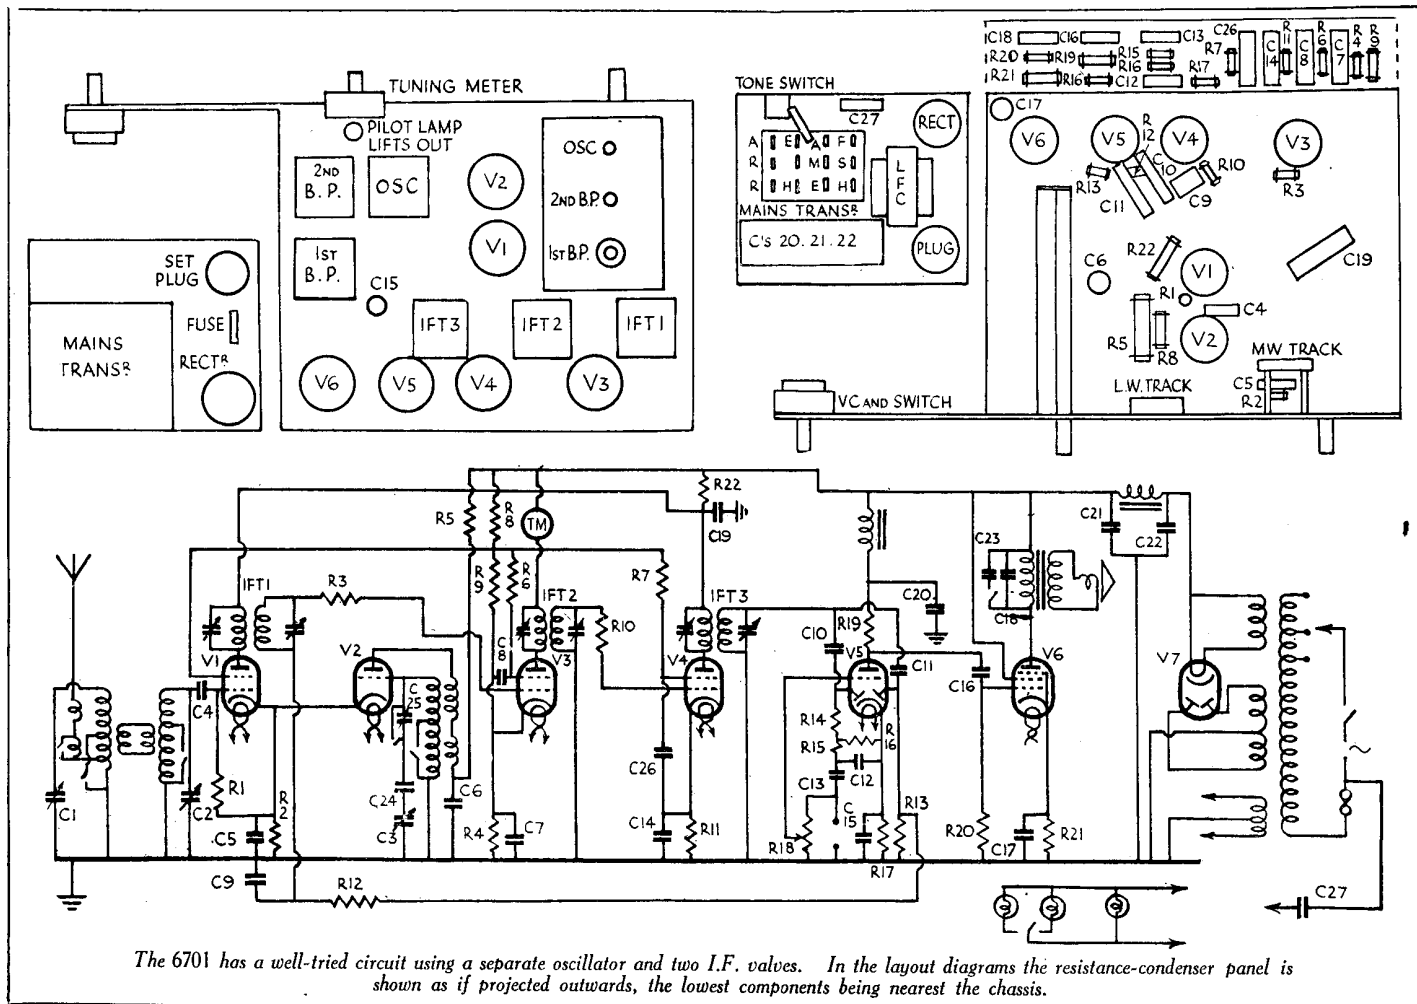 TUNING METER
PILOT LAMP
LIFTS OUT
2ND
B.P.
OSC
V2
OSC
2ND B.P.
1ST B.P.
V1
1ST
B.P.
C15
IFT3
IFT2
IFT1
V6
V5
V4
V3
SET
PLUG
FUSE
RECTR
MAINS
TRANSR.
TONE SWITCH
C27
RECT
A E A F
R M S
R H E H
LFC
MAINS TRANSR
C's 20. 21. 22
PLUG
C18
C16
C13
C26
R11
R6
R4
R9
R20
R19
R15
R16
R7
C14
C8
C7
R21
R16
C12
R17
C17
V6
V5
R12
V4
V3
C10
R10
R13
R3
C11
C9
R22
C19
C6
V1
R1
C4
R5
R8
V2
MW TRACK
L.W. TRACK
C5
R2
VC AND SWITCH
R22
R5
R8
TM
C19
C21
C22
C23
IFT1
R3
R9
R6
IFT2
R7
IFT3
C20
C18
R10
C10
R19
V1
V2
C8
V3
V4
V5
C11
V6
V7
C4
C25
C16
R14
R16
R15
C26
C12
C13
C24
C6
C1
C2
R1
R2
C3
C5
R4
C7
C14
R11
R18
C15
R13
R20
C17
R21
R17
C9
R12
C27
The 6701 has a well-tried circuit using a separate oscillator and two I.F. valves. In the layout diagrams the resistance-condenser panel is
shown as if projected outwards, the lowest components being nearest the chassis.